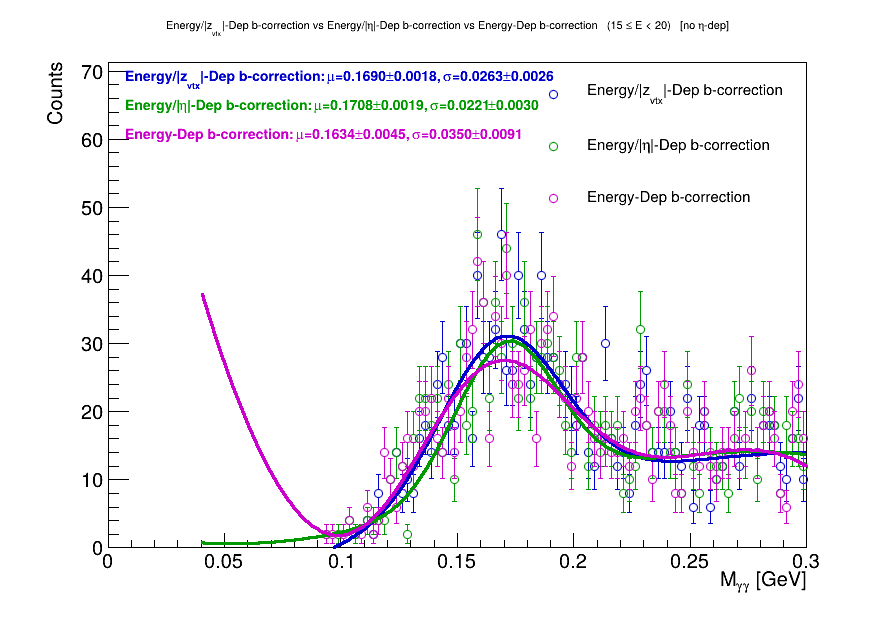 Energy/|z_vtx|-Dep b-correction vs Energy/|η|-Dep b-correction vs Energy-Dep b-correction (15 ≤ E < 20) [no η-dep]
Counts
70
60
50
40
30
20
10
0
Energy/|z_vtx|-Dep b-correction: μ=0.1690±0.0018, σ=0.0263±0.0026
Energy/|η|-Dep b-correction: μ=0.1708±0.0019, σ=0.0221±0.0030
Energy-Dep b-correction: μ=0.1634±0.0045, σ=0.0350±0.0091
Energy/|z_vtx|-Dep b-correction
Energy/|η|-Dep b-correction
Energy-Dep b-correction
0 0.05 0.1 0.15 0.2 0.25 0.3
M_γγ [GeV]